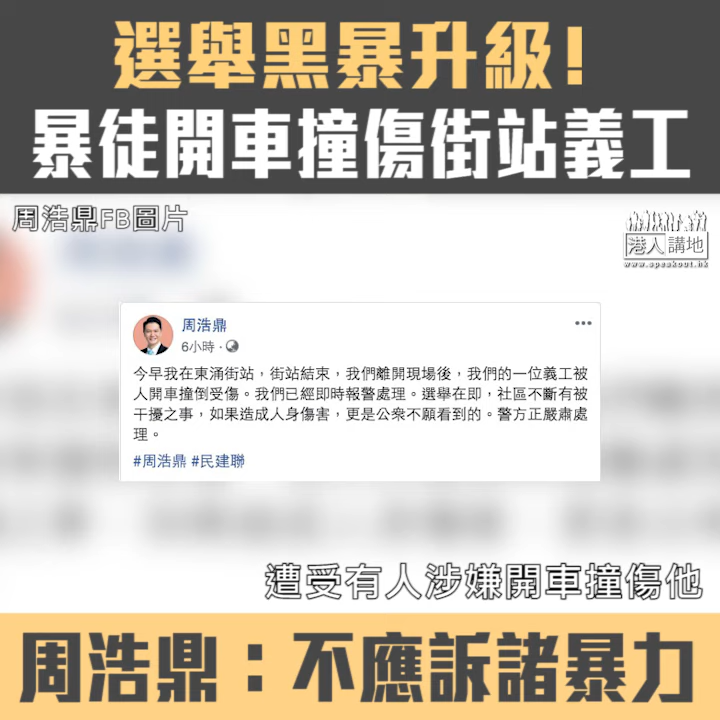 選舉黑暴升級!
暴徒開車撞傷街站義工
周浩鼎FB圖片
港人講地
www.speakout.hk
周浩鼎
6小時 ·
今早我在東涌街站，街站結束，我們離開現場後，我們的一位義工被
人開車撞倒受傷。我們已經即時報警處理。選舉在即，社區不斷有被
干擾之事，如果造成人身傷害，更是公衆不願看到的。警方正嚴肅處
理。
#周浩鼎 #民建聯
遭受有人涉嫌開車撞傷他
周浩鼎：不應訴諸暴力